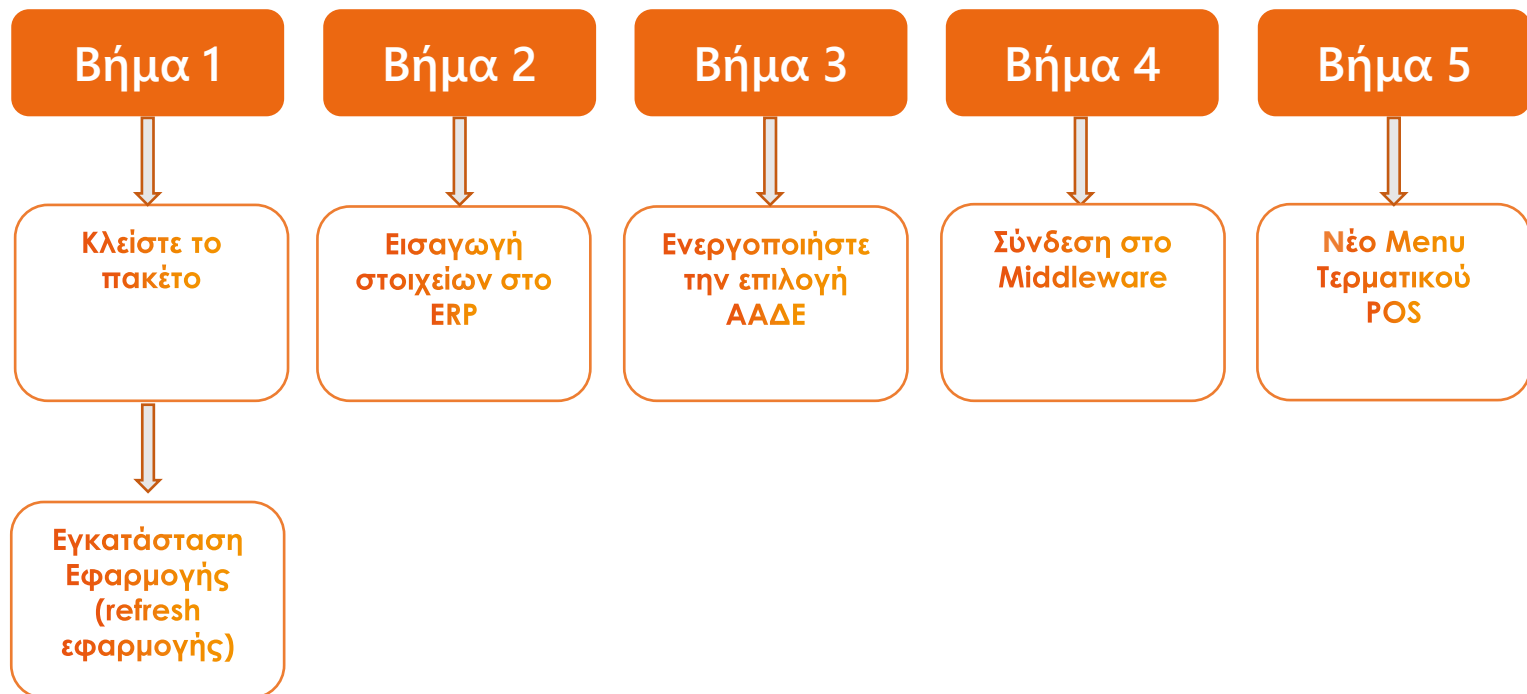 Βήμα 1
Βήμα 2
Βήμα 3
Βήμα 4
Βήμα 5
Κλείστε το
πακέτο
Εισαγωγή
στοιχείων στο
ERP
Ενεργοποιήστε
την επιλογή
ΑΑΔΕ
Σύνδεση στο
Middleware
Νέο Menu
Τερματικού
POS
Εγκατάσταση
Εφαρμογής
(refresh
εφαρμογής)